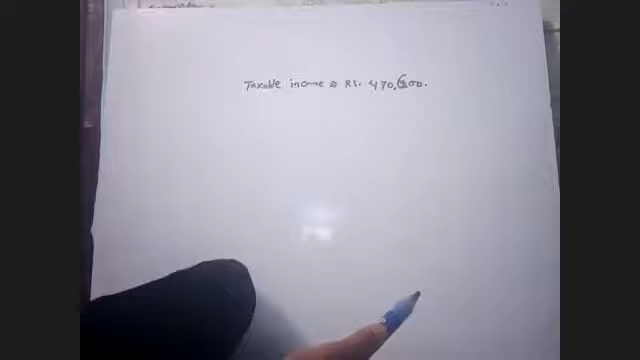 Taxable income = Rs. 470,600.